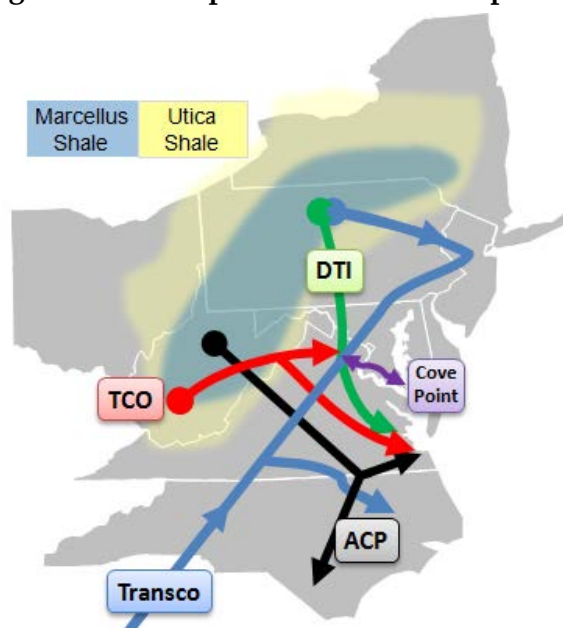 Marcellus
Shale
Utica
Shale
DTI
TCO
Cove
Point
ACP
Transco